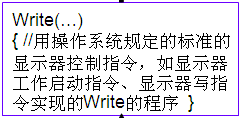 Write(…)
{ //用操作系统规定的标准的
显示器控制指令，如显示器
工作启动指令、显示器写指
令实现的Write的程序 }